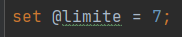 set @limite = 7;